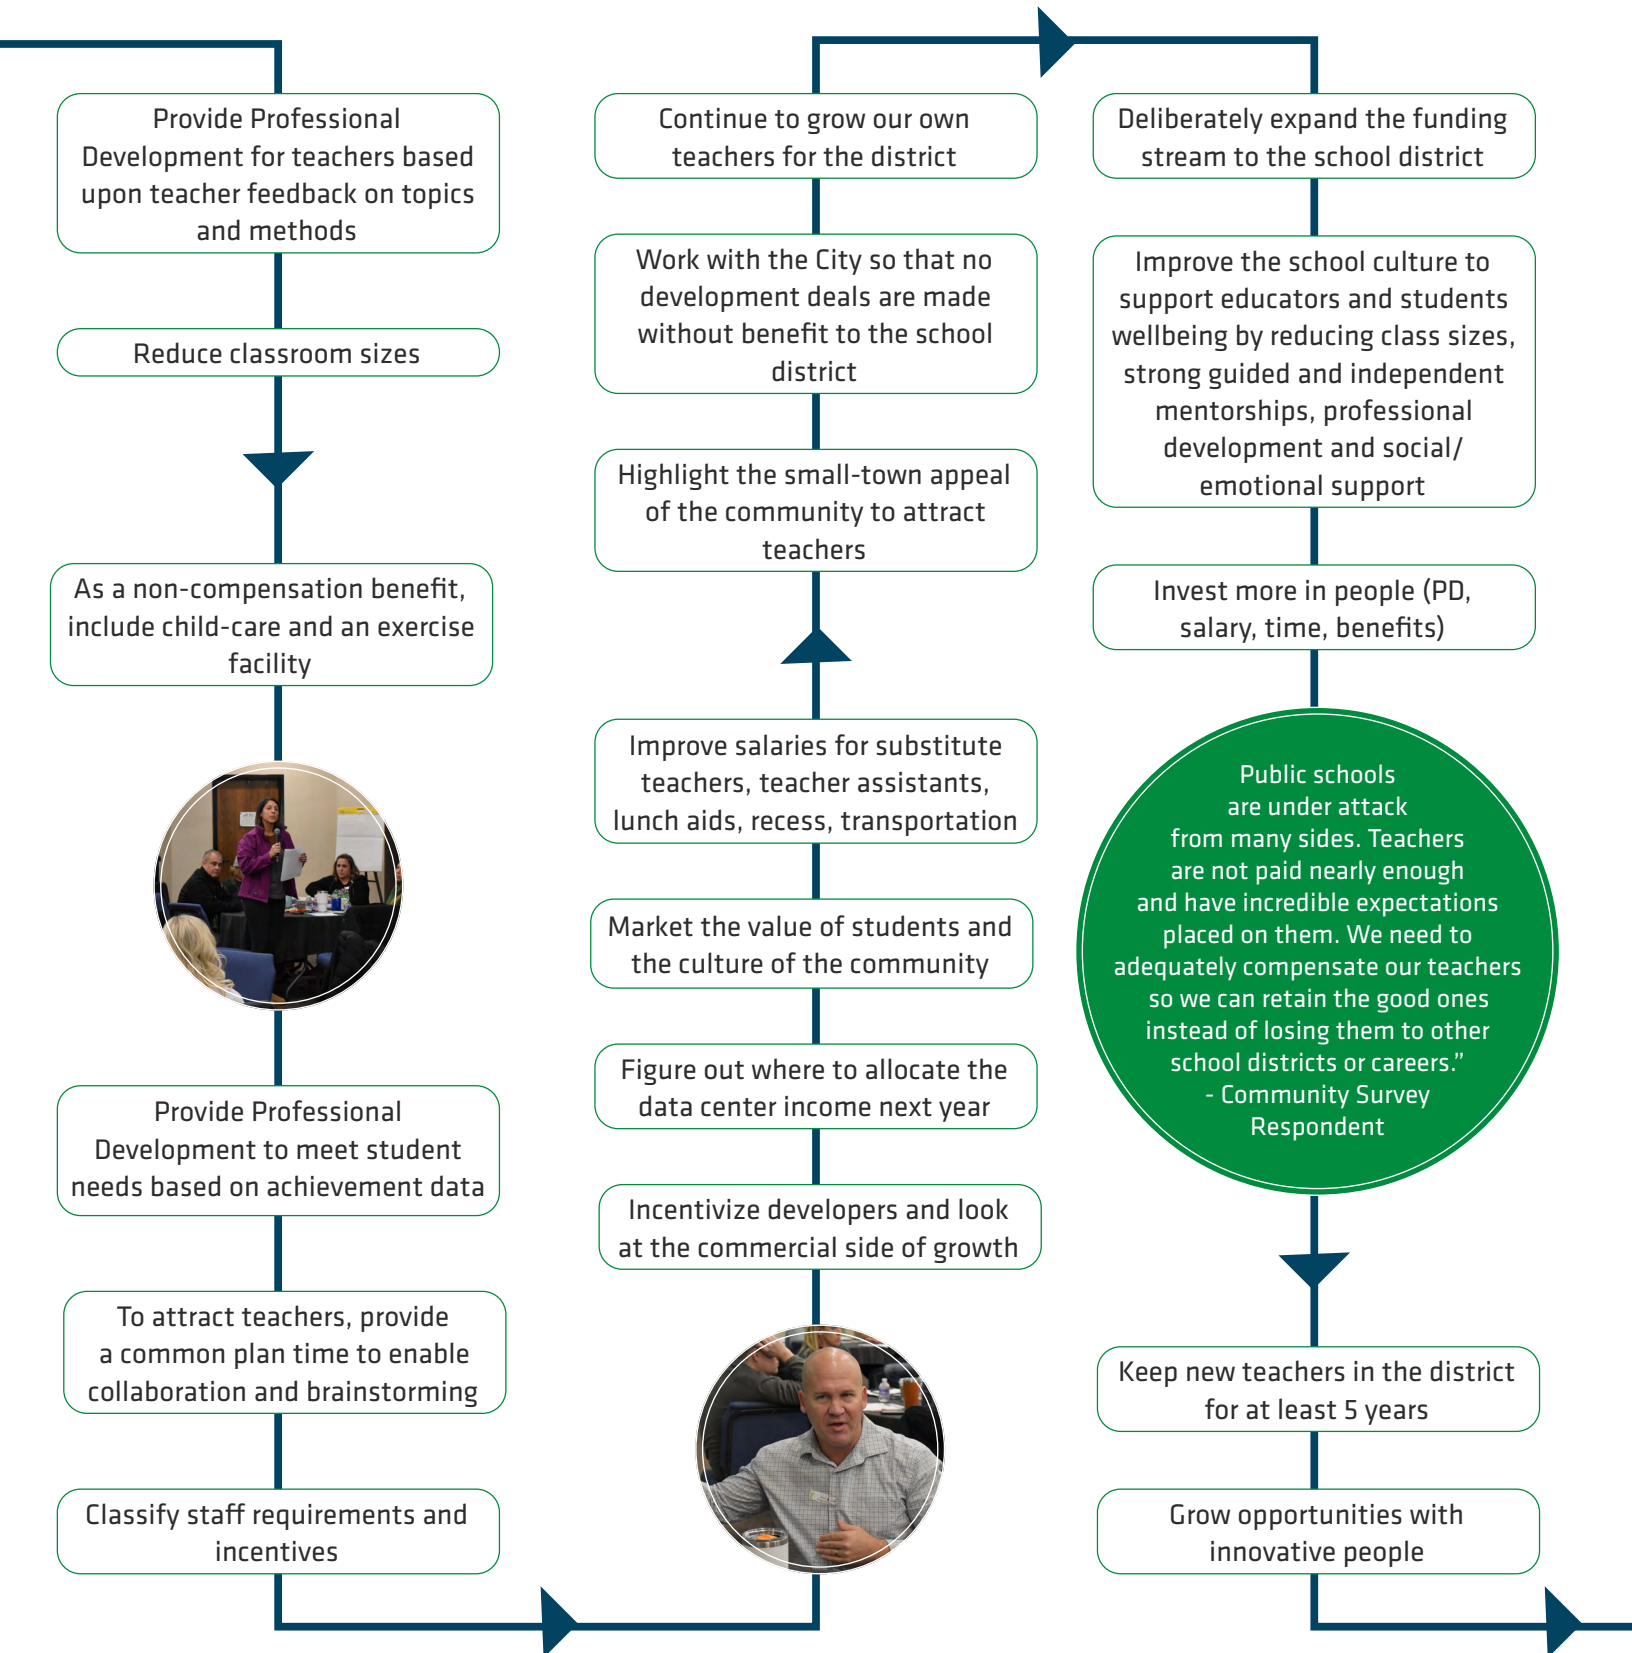 Provide Professional
Development for teachers based
upon teacher feedback on topics
and methods
Reduce classroom sizes
As a non-compensation benefit,
include child-care and an exercise
facility
Provide Professional
Development to meet student
needs based on achievement data
To attract teachers, provide
a common plan time to enable
collaboration and brainstorming
Classify staff requirements and
incentives
Continue to grow our own
teachers for the district
Work with the City so that no
development deals are made
without benefit to the school
district
Highlight the small-town appeal
of the community to attract
teachers
Improve salaries for substitute
teachers, teacher assistants,
lunch aids, recess, transportation
Market the value of students and
the culture of the community
Figure out where to allocate the
data center income next year
Incentivize developers and look
at the commercial side of growth
Deliberately expand the funding
stream to the school district
Improve the school culture to
support educators and students
wellbeing by reducing class sizes,
strong guided and independent
mentorships, professional
development and social/
emotional support
Invest more in people (PD,
salary, time, benefits)
Public schools
are under attack
from many sides. Teachers
are not paid nearly enough
and have incredible expectations
placed on them. We need to
adequately compensate our teachers
so we can retain the good ones
instead of losing them to other
school districts or careers.”
- Community Survey
Respondent
Keep new teachers in the district
for at least 5 years
Grow opportunities with
innovative people